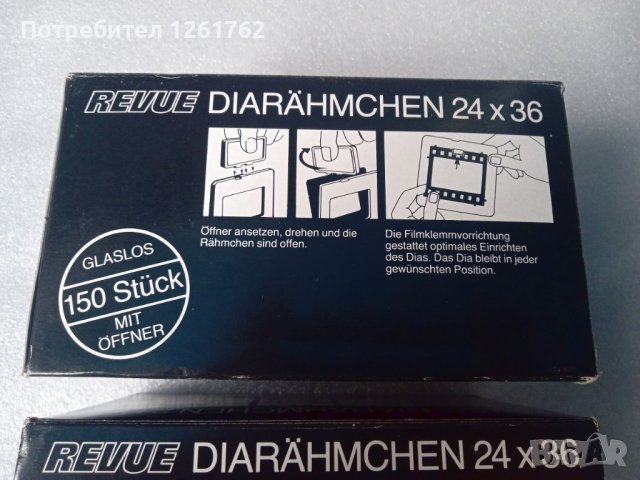 Потребител 1261762
REVUE DIARÄHMCHEN 24 x 36
Öffner ansetzen, drehen und die
Rähmchen sind offen.
Die Filmklemmvorrichtung
gestattet optimales Einrichten
des Dias. Das Dia bleibt in jeder
gewünschten Position.
GLASLOS
150 Stück
MIT
ÖFFNER
REVUE DIARÄHMCHEN 24 x 36
BAZAR